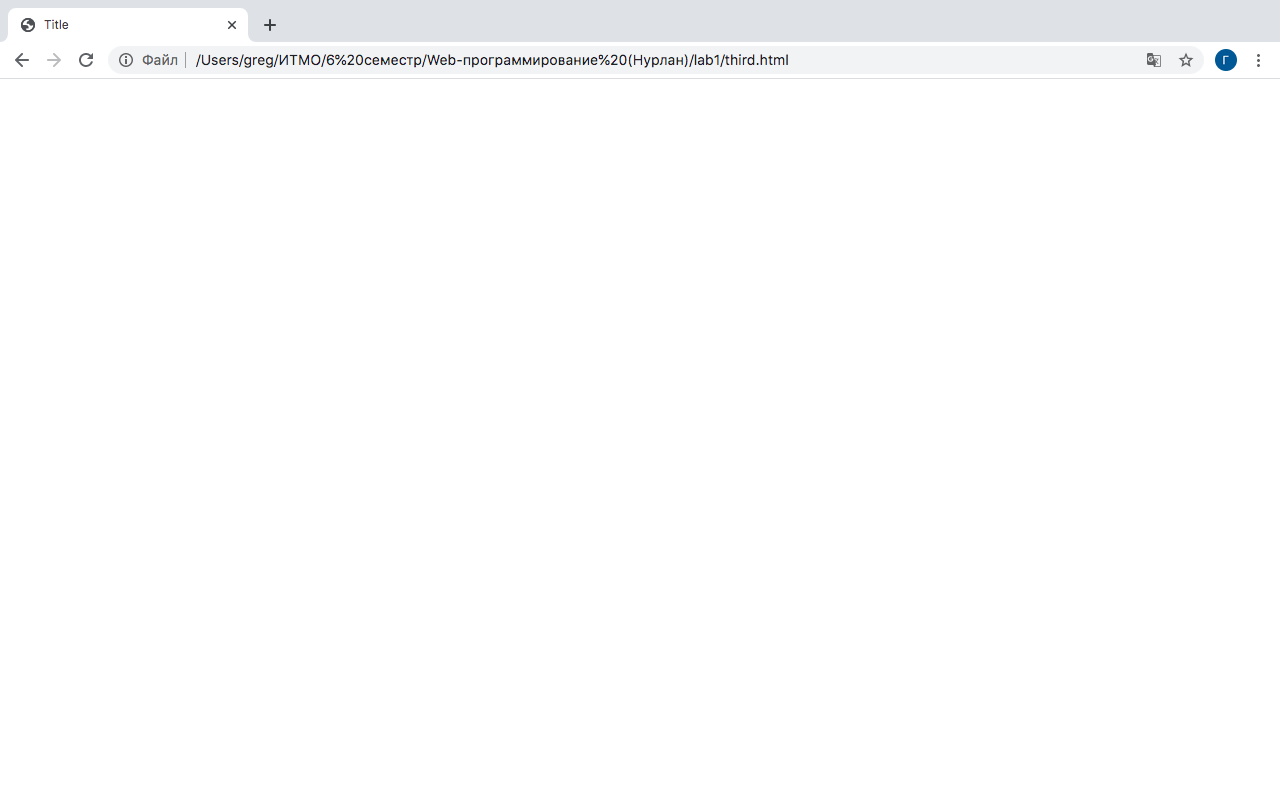 Title
Файл | /Users/greg/ИТМО/6%20семестр/Web-программирование%20(Нурлан)/lab1/third.html
Г